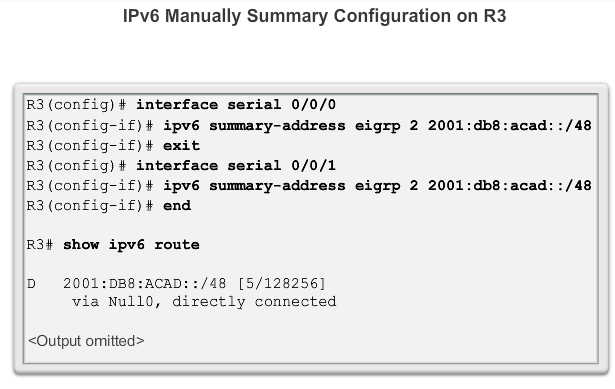 IPv6 Manually Summary Configuration on R3
R3(config)# interface serial 0/0/0
R3(config-if)# ipv6 summary-address eigrp 2 2001:db8:acad::/48
R3(config-if)# exit
R3(config)# interface serial 0/0/1
R3(config-if)# ipv6 summary-address eigrp 2 2001:db8:acad::/48
R3(config-if)# end
R3# show ipv6 route
D 2001:DB8:ACAD::/48 [5/128256]
via Null0, directly connected
<Output omitted>